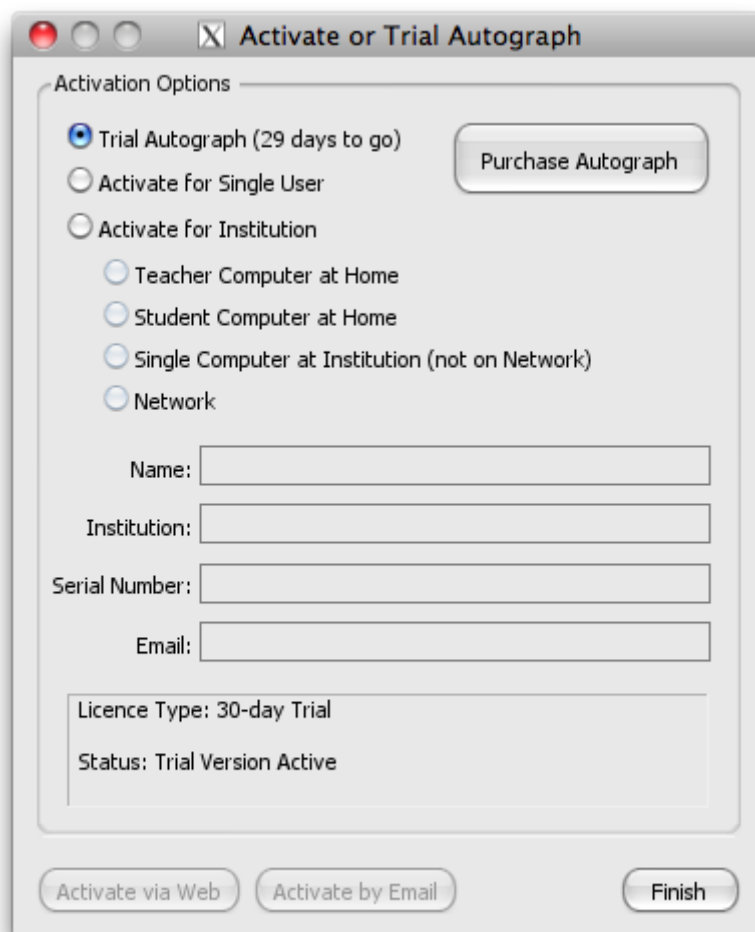 Activate or Trial Autograph
Activation Options
Trial Autograph (29 days to go)
Purchase Autograph
Activate for Single User
Activate for Institution
Teacher Computer at Home
Student Computer at Home
Single Computer at Institution (not on Network)
Network
Name:
Institution:
Serial Number:
Email:
Licence Type: 30-day Trial
Status: Trial Version Active
Activate via Web Activate by Email Finish